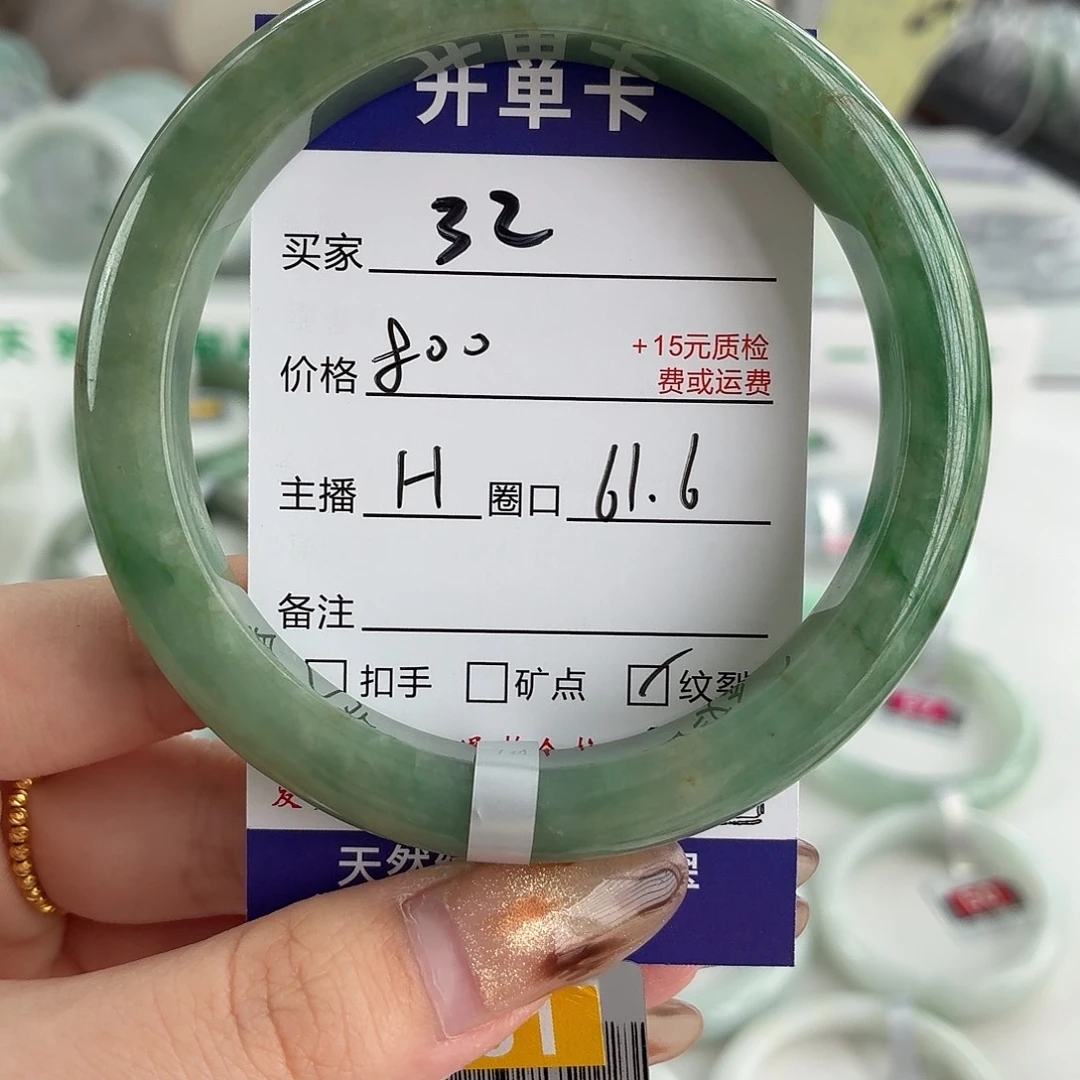 开单卡
买家 32
价格 800 +15元质检
费或运费
主播 H 圈口 61.6
备注
扣手 矿点 纹裂
天然